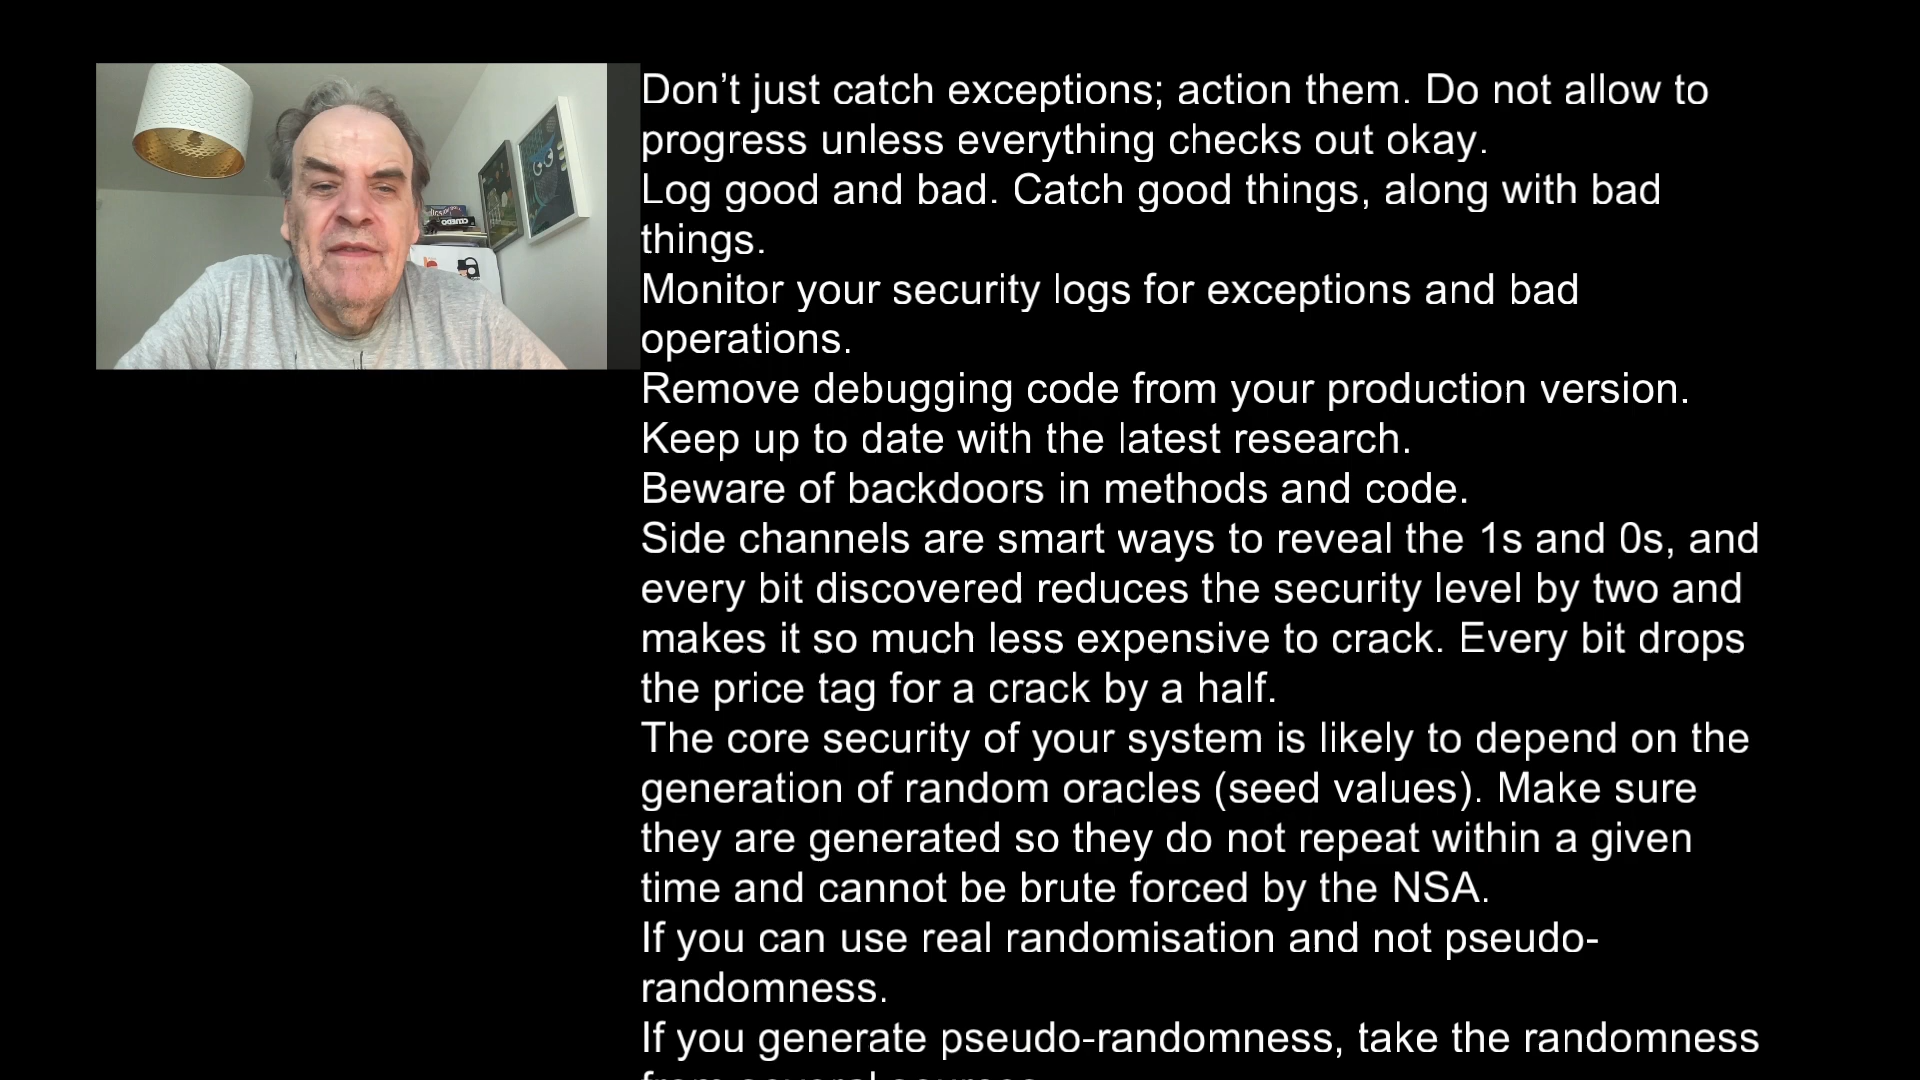 Don’t just catch exceptions; action them. Do not allow to
progress unless everything checks out okay.
Log good and bad. Catch good things, along with bad
things.
Monitor your security logs for exceptions and bad
operations.
Remove debugging code from your production version.
Keep up to date with the latest research.
Beware of backdoors in methods and code.
Side channels are smart ways to reveal the 1s and 0s, and
every bit discovered reduces the security level by two and
makes it so much less expensive to crack. Every bit drops
the price tag for a crack by a half.
The core security of your system is likely to depend on the
generation of random oracles (seed values). Make sure
they are generated so they do not repeat within a given
time and cannot be brute forced by the NSA.
If you can use real randomisation and not pseudo-
randomness.
If you generate pseudo-randomness, take the randomness